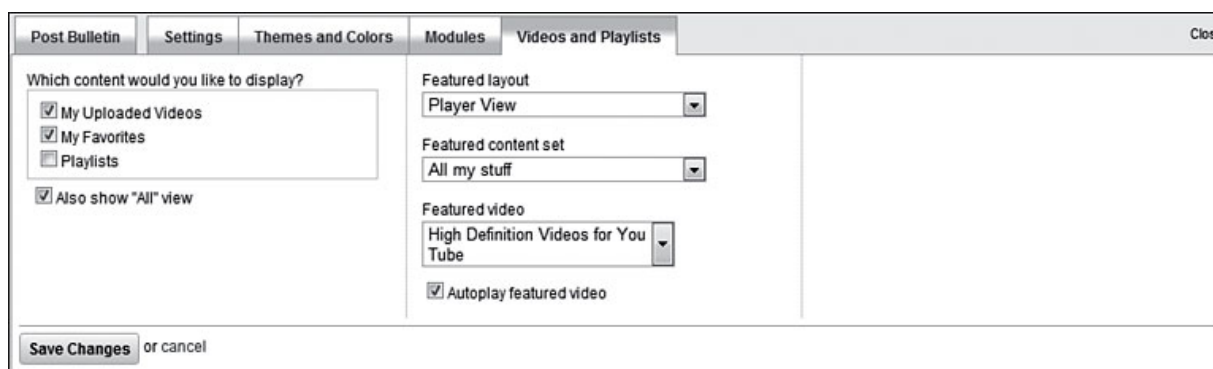 Post Bulletin Settings Themes and Colors Modules Videos and Playlists
Which content would you like to display?
My Uploaded Videos
My Favorites
Playlists
Also show "All" view
Featured layout
Player View
Featured content set
All my stuff
Featured video
High Definition Videos for You
Tube
Autoplay featured video
Save Changes or cancel